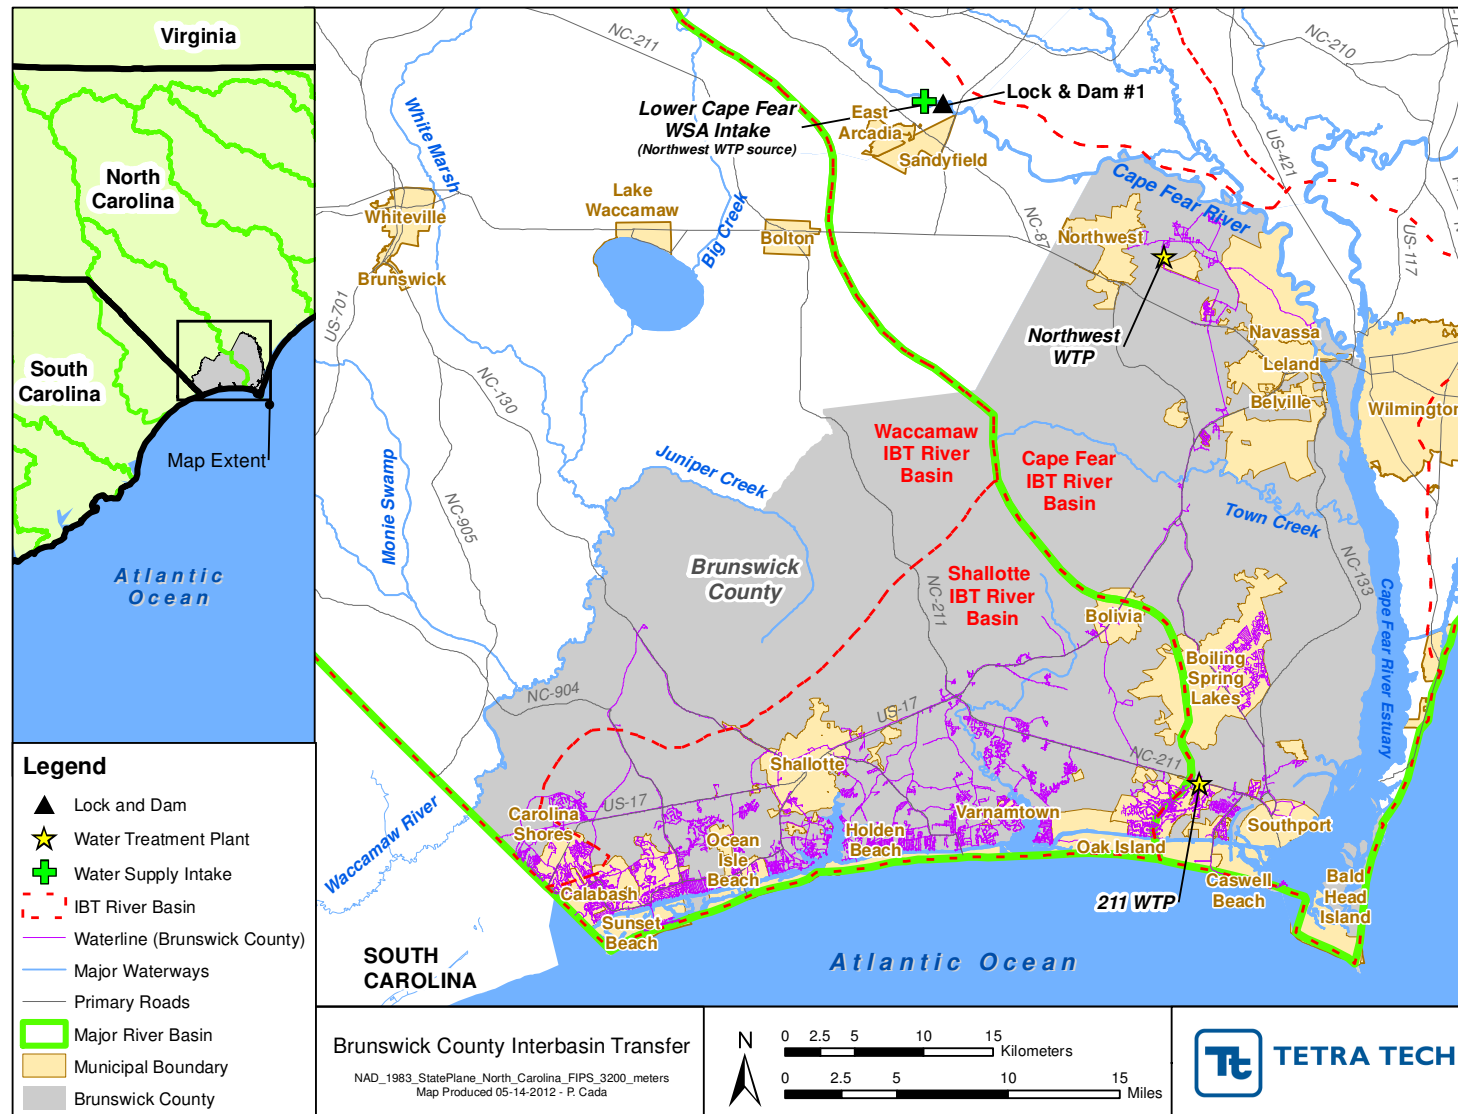 Virginia
North
Carolina
South
Carolina
Map Extent
Atlantic
Ocean
Legend
Lock and Dam
Water Treatment Plant
Water Supply Intake
IBT River Basin
Waterline (Brunswick County)
Major Waterways
Primary Roads
Major River Basin
Municipal Boundary
Brunswick County
NC-211
NC-210
Lock & Dam #1
Lower Cape Fear
WSA Intake
(Northwest WTP source)
East
Arcadia
Sandyfield
White Marsh
US-421
Cape Fear River
Lake
Waccamaw
Whiteville
Big Creek
Bolton
NC-87
Northwest
US-117
Brunswick
US-701
Northwest
WTP
Navassa
Leland
Belville
Wilmington
NC-130
Waccamaw
IBT River
Basin
Cape Fear
IBT River
Basin
Juniper Creek
Monie Swamp
NC-905
Town Creek
Brunswick
County
Shallotte
IBT River
Basin
NC-211
NC-133
Cape Fear River Estuary
Bolivia
Boiling
Spring
Lakes
NC-904
US-17
NC-211
Shallotte
US-17
Carolina
Shores
Waccamaw River
Varnamtown
Holden
Beach
Ocean
Isle
Beach
Oak Island
Southport
Calabash
Caswell
Beach
Bald
Head
Island
211 WTP
Sunset
Beach
SOUTH
CAROLINA
Atlantic Ocean
Brunswick County Interbasin Transfer
NAD_1983_StatePlane_North_Carolina_FIPS_3200_meters
Map Produced 05-14-2012 - P. Cada
N
0 2.5 5 10 15
Kilometers
0 2.5 5 10 15
Miles
Tt
TETRA TECH